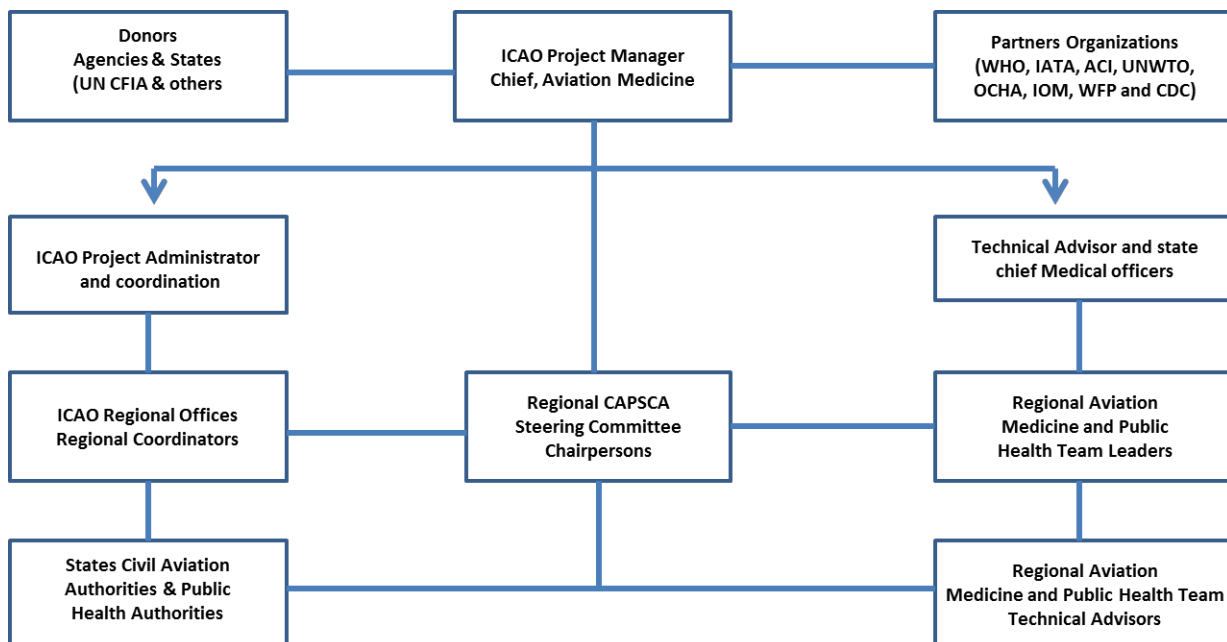 Donors
Agencies & States
(UN CFIA & others
ICAO Project Manager
Chief, Aviation Medicine
Partners Organizations
(WHO, IATA, ACI, UNWTO,
OCHA, IOM, WFP and CDC)
ICAO Project Administrator
and coordination
Technical Advisor and state
chief Medical officers
ICAO Regional Offices
Regional Coordinators
Regional CAPSCA
Steering Committee
Chairpersons
Regional Aviation
Medicine and Public
Health Team Leaders
States Civil Aviation
Authorities & Public
Health Authorities
Regional Aviation
Medicine and Public Health Team
Technical Advisors